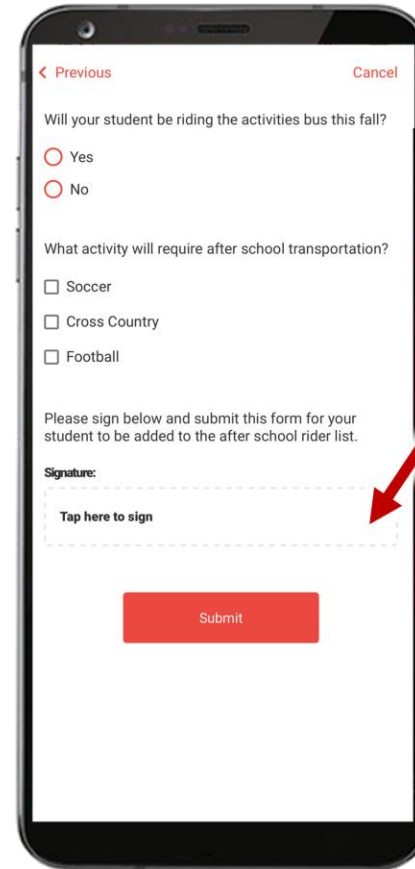 Previous
Cancel
Will your student be riding the activities bus this fall?
Yes
No
What activity will require after school transportation?
Soccer
Cross Country
Football
Please sign below and submit this form for your
student to be added to the after school rider list.
Signature:
Tap here to sign
Submit